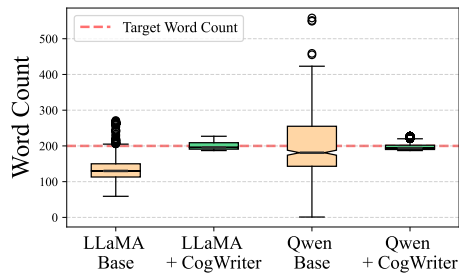 Word Count
500
400
300
200
100
0
Target Word Count
LLaMA
Base
LLaMA
+ CogWriter
Qwen
Base
Qwen
+ CogWriter